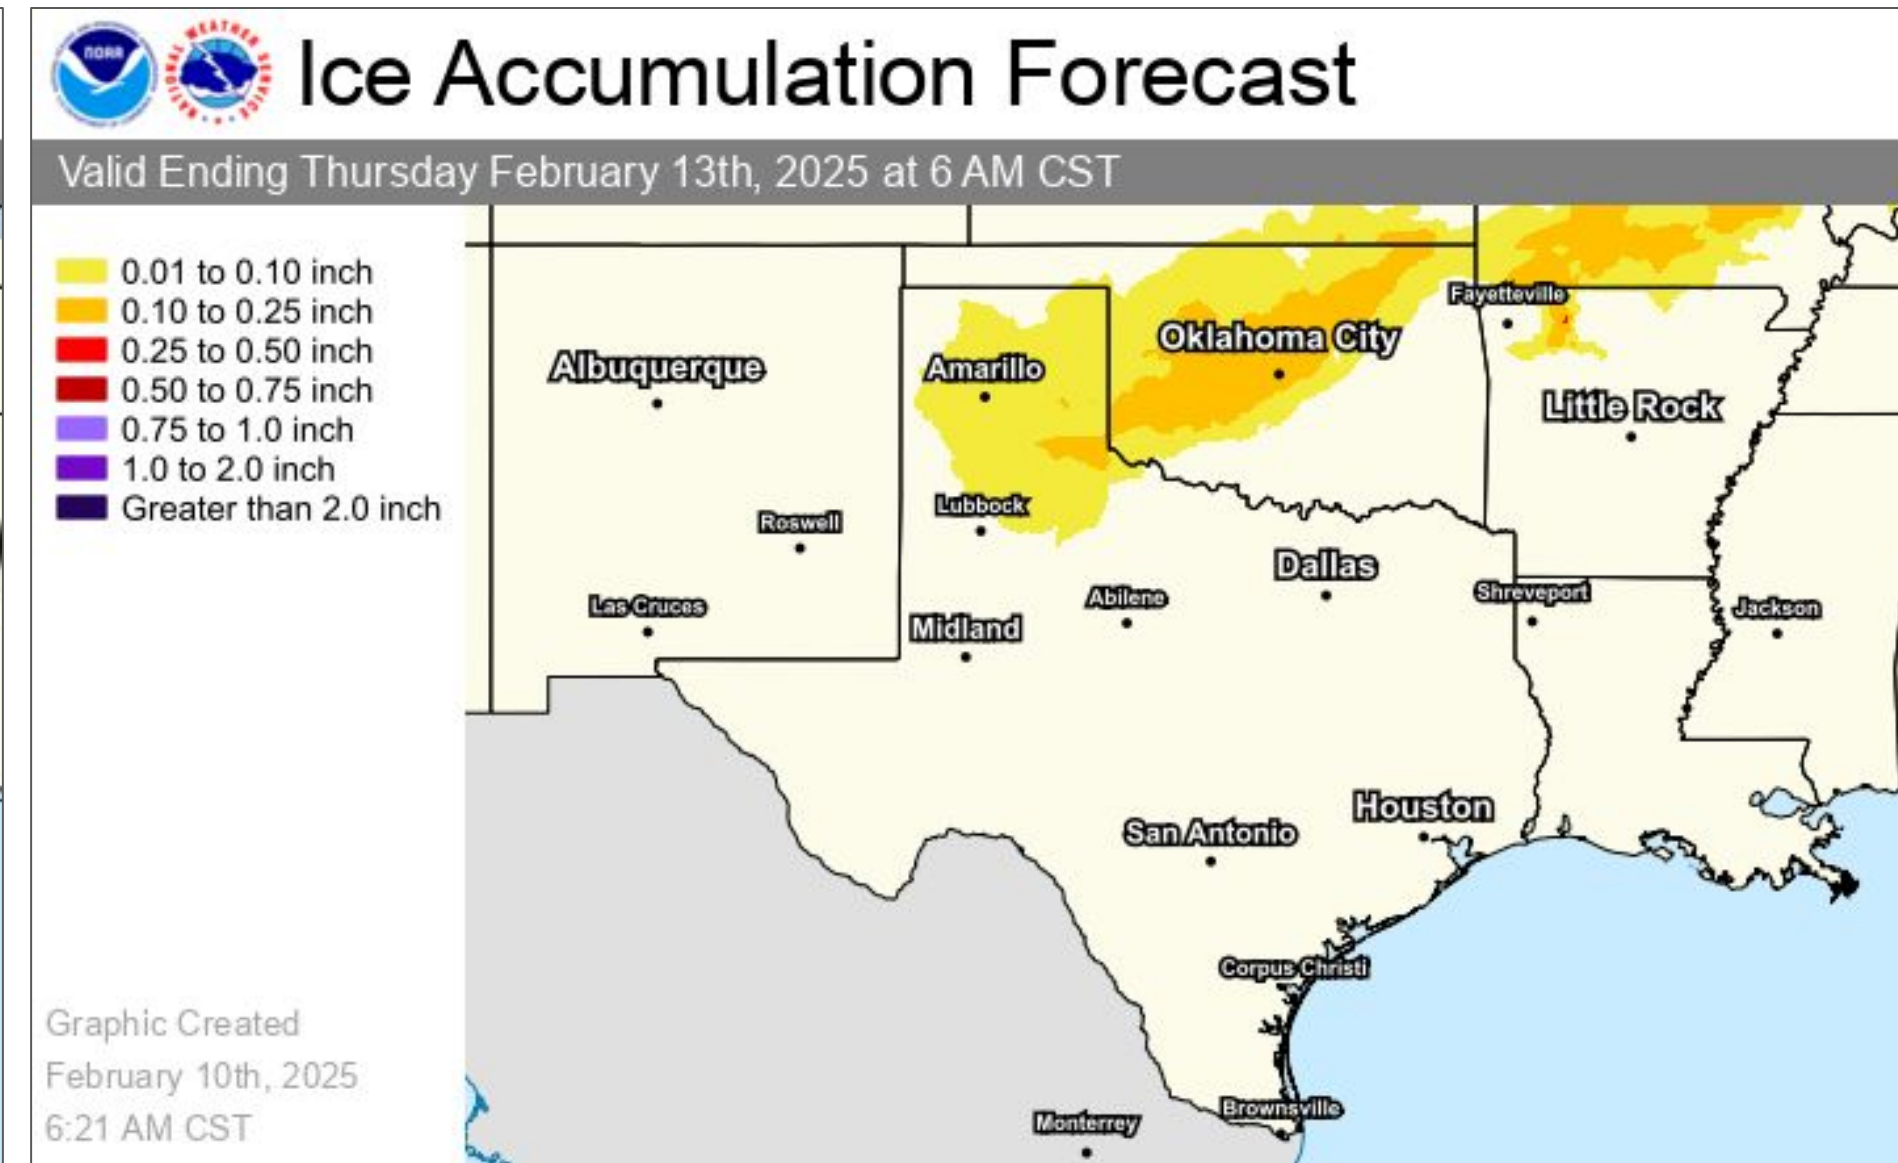 NOAA
NATIONAL WEATHER SERVICE
Ice Accumulation Forecast
Valid Ending Thursday February 13th, 2025 at 6 AM CST
0.01 to 0.10 inch
0.10 to 0.25 inch
0.25 to 0.50 inch
0.50 to 0.75 inch
0.75 to 1.0 inch
1.0 to 2.0 inch
Greater than 2.0 inch
Fayetteville
Oklahoma City
Albuquerque
Amarillo
Little Rock
Lubbock
Roswell
Dallas
Shreveport
Abilene
Las Cruces
Jackson
Midland
Houston
San Antonio
Corpus Christi
Brownsville
Monterrey
Graphic Created
February 10th, 2025
6:21 AM CST